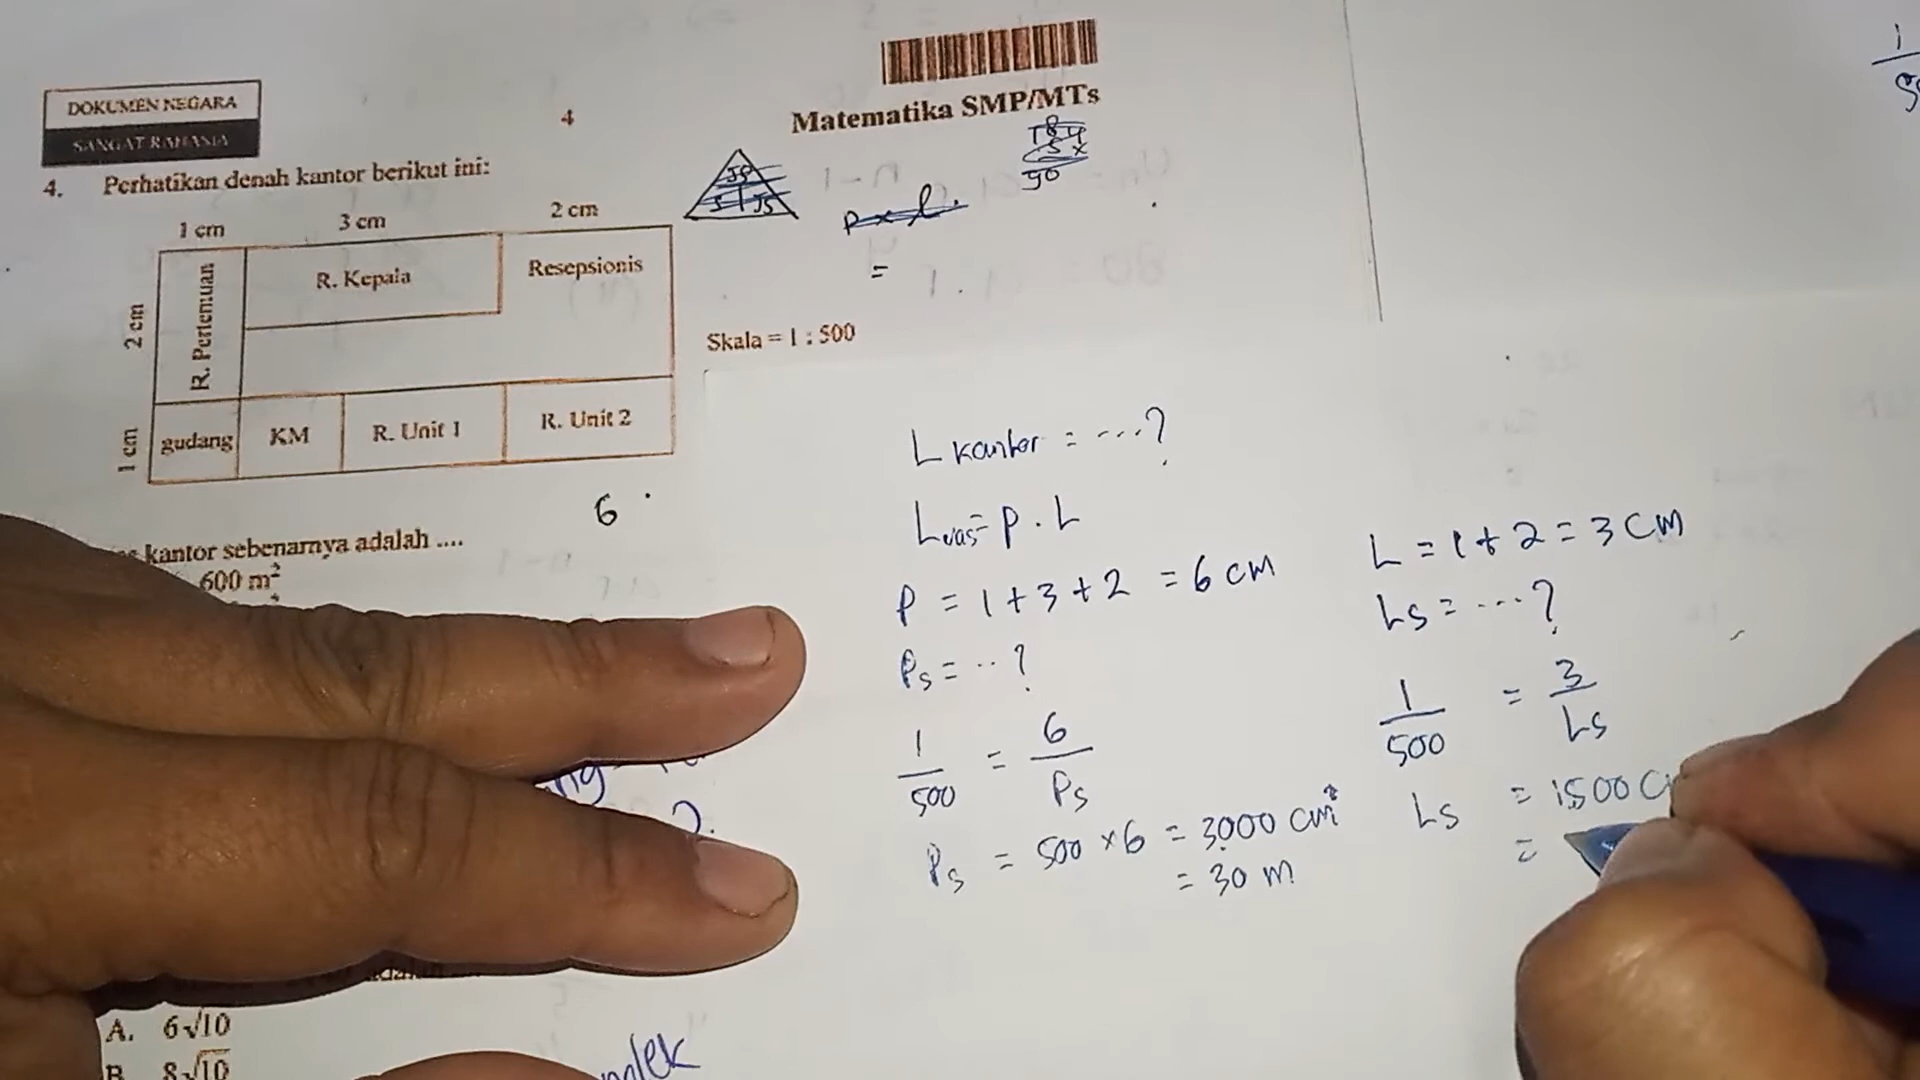 DOKUMEN NEGARA
SANGAT RAHASIA
4
Matematika SMP/MTs
4. Perhatikan denah kantor berikut ini:
1 cm
3 cm
2 cm
2 cm
1 cm
R. Pertemuan
R. Kepala
Resepsionis
gudang
KM
R. Unit 1
R. Unit 2
Skala = 1 : 500
p x l
=
6
kantor sebenarnya adalah ....
600 m²
A. 6√10
B. 8√10
L kantor = ...?
Luas = P . L
P = 1 + 3 + 2 = 6 cm
Ps = ..?
1/500 = 6/Ps
Ps = 500 × 6 = 3000 cm
= 30 m
L = 1 + 2 = 3 cm
Ls = ...?
1/500 = 3/Ls
Ls = 1500
=